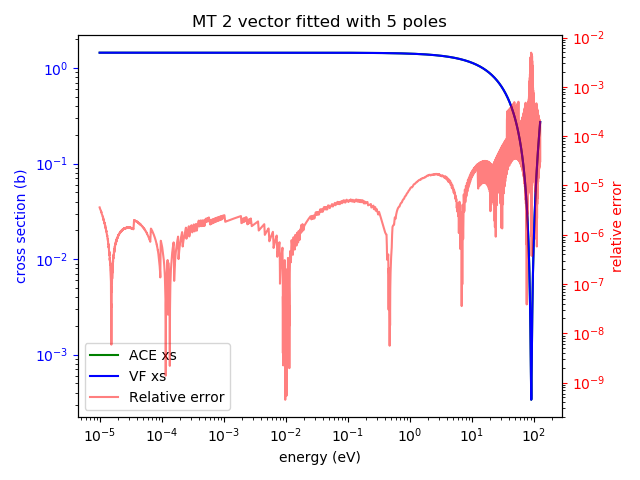 MT 2 vector fitted with 5 poles
cross section (b)
10⁰
10⁻¹
10⁻²
10⁻³
ACE xs
VF xs
Relative error
10⁻⁵ 10⁻⁴ 10⁻³ 10⁻² 10⁻¹ 10⁰ 10¹ 10²
energy (eV)
10⁻²
10⁻³
10⁻⁴
10⁻⁵
10⁻⁶
10⁻⁷
10⁻⁸
10⁻⁹
relative error